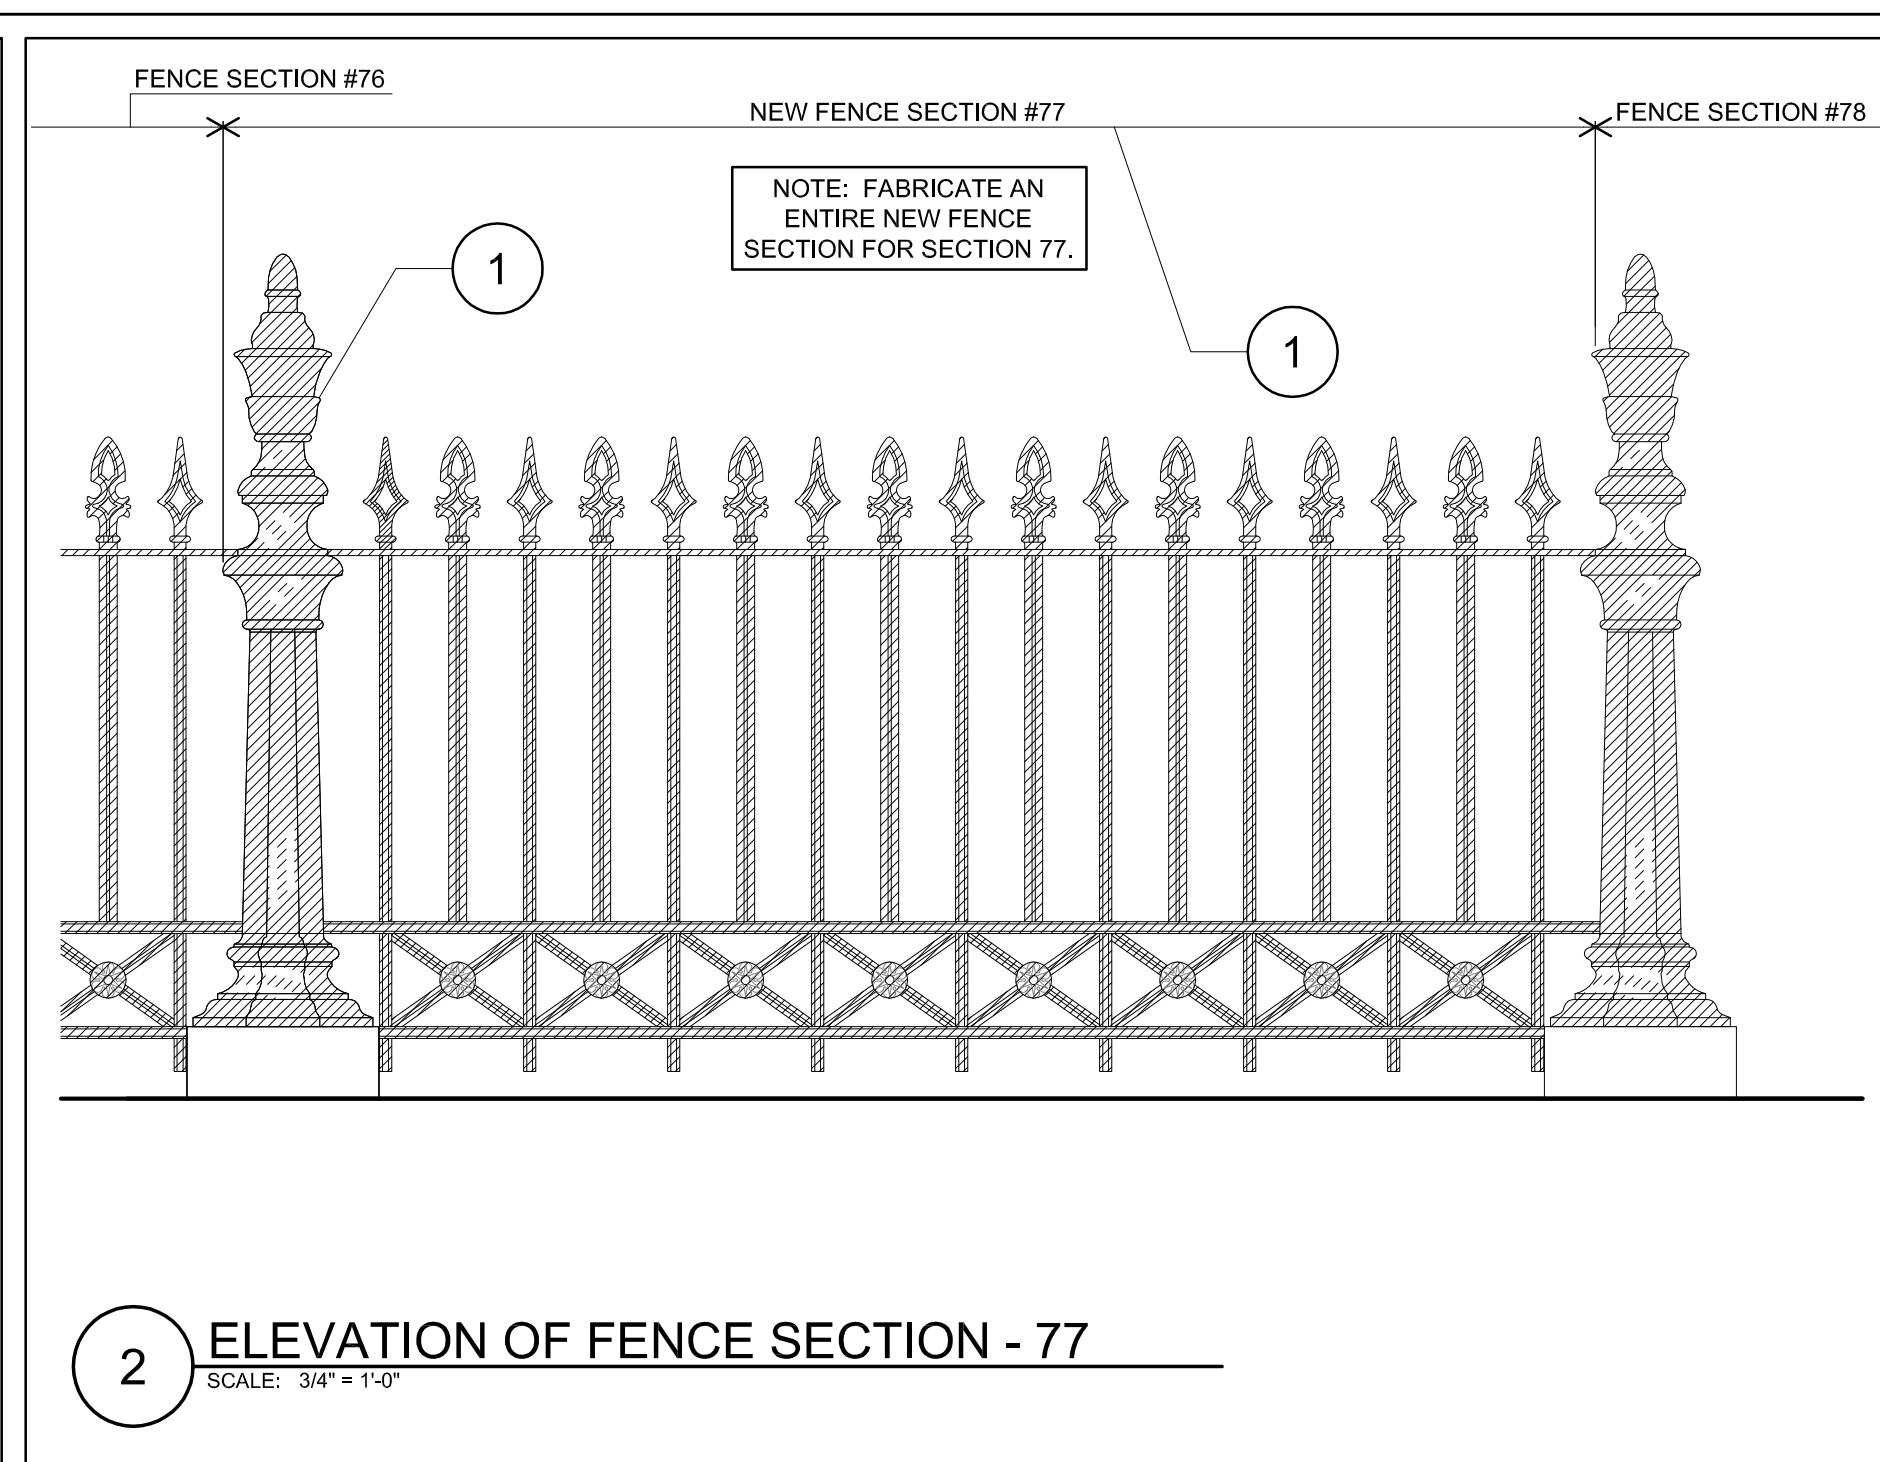 FENCE SECTION #76
NEW FENCE SECTION #77
FENCE SECTION #78
NOTE: FABRICATE AN
ENTIRE NEW FENCE
SECTION FOR SECTION 77.
1
1
2
ELEVATION OF FENCE SECTION - 77
SCALE: 3/4" = 1'-0"